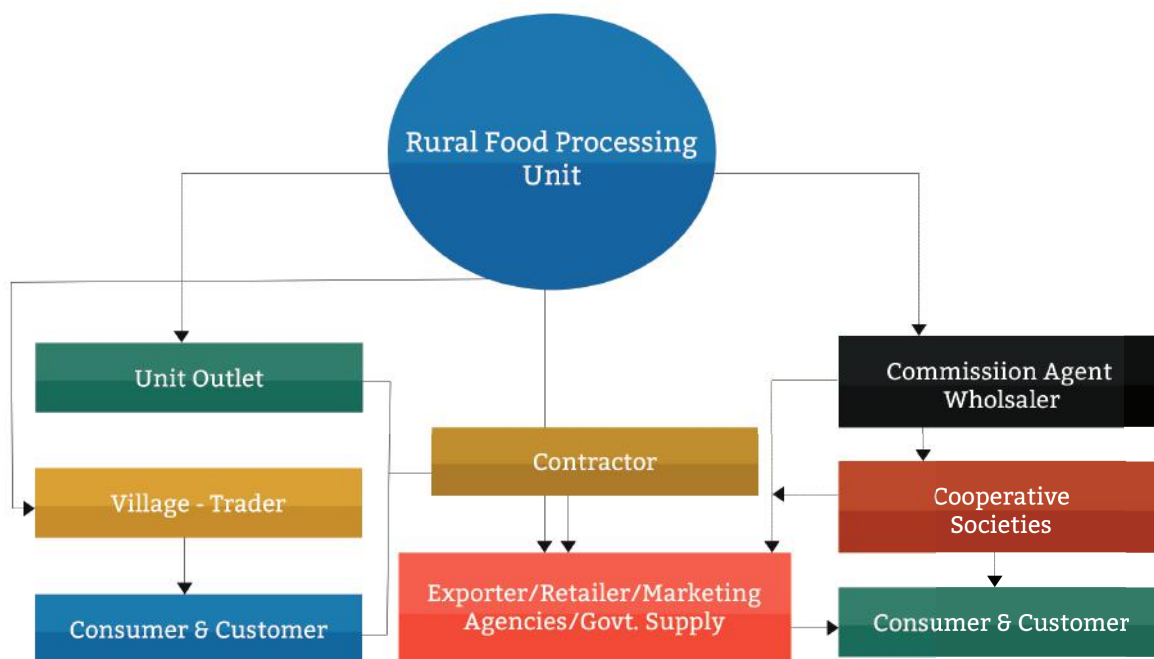 Rural Food Processing
Unit
Unit Outlet
Commissiion Agent
Wholsaler
Contractor
Village - Trader
Cooperative
Societies
Exporter/Retailer/Marketing
Agencies/Govt. Supply
Consumer & Customer
Consumer & Customer